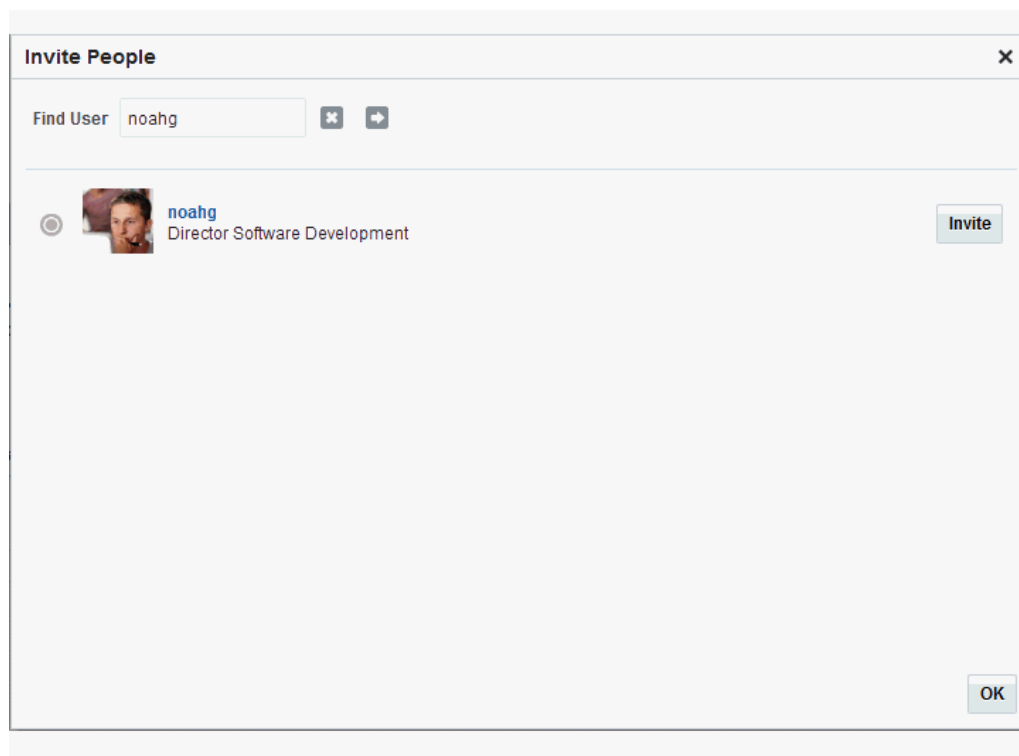 Invite People
Find User noahg
noahg
Director Software Development
Invite
OK